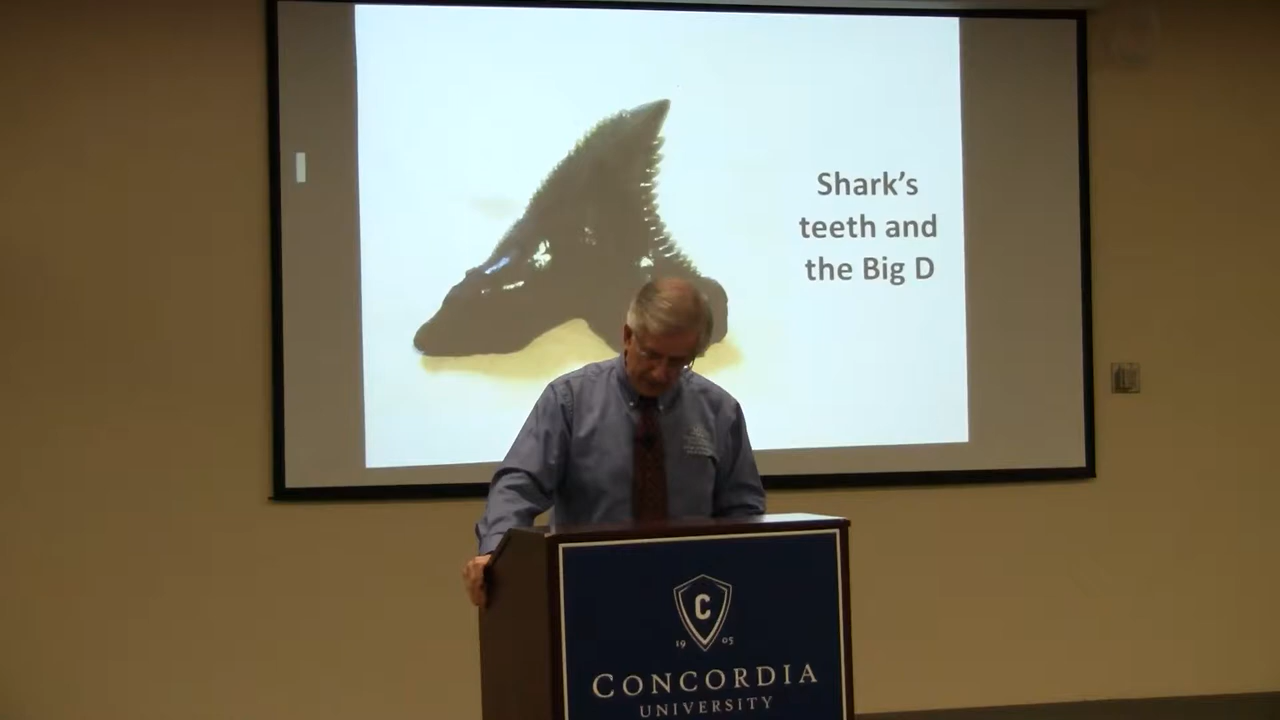 Shark's
teeth and
the Big D
C
19 05
CONCORDIA
UNIVERSITY